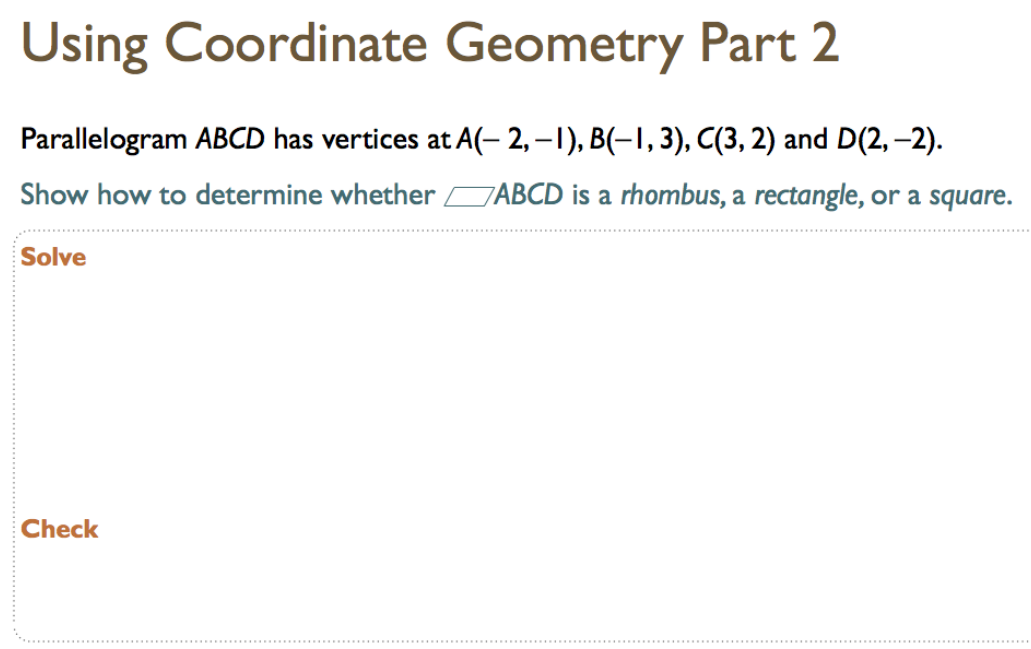 Using Coordinate Geometry Part 2
Parallelogram ABCD has vertices at A(– 2, –1), B(–1, 3), C(3, 2) and D(2, –2).
Show how to determine whether ▱ABCD is a rhombus, a rectangle, or a square.
Solve
Check